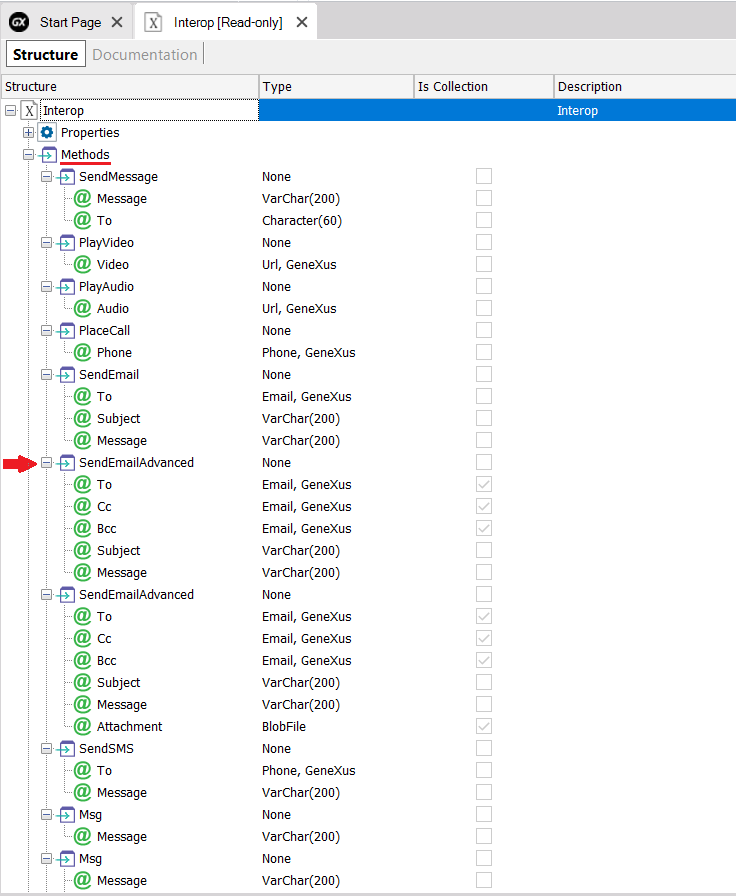 GX Start Page X Interop [Read-only]
Structure Documentation
Structure Type Is Collection Description
X Interop Interop
Properties
Methods
SendMessage None
@ Message VarChar(200)
@ To Character(60)
PlayVideo None
@ Video Url, GeneXus
PlayAudio None
@ Audio Url, GeneXus
PlaceCall None
@ Phone Phone, GeneXus
SendEmail None
@ To Email, GeneXus
@ Subject VarChar(200)
@ Message VarChar(200)
SendEmailAdvanced None
@ To Email, GeneXus
@ Cc Email, GeneXus
@ Bcc Email, GeneXus
@ Subject VarChar(200)
@ Message VarChar(200)
SendEmailAdvanced None
@ To Email, GeneXus
@ Cc Email, GeneXus
@ Bcc Email, GeneXus
@ Subject VarChar(200)
@ Message VarChar(200)
@ Attachment BlobFile
SendSMS None
@ To Phone, GeneXus
@ Message VarChar(200)
Msg None
@ Message VarChar(200)
Msg None
@ Message VarChar(200)